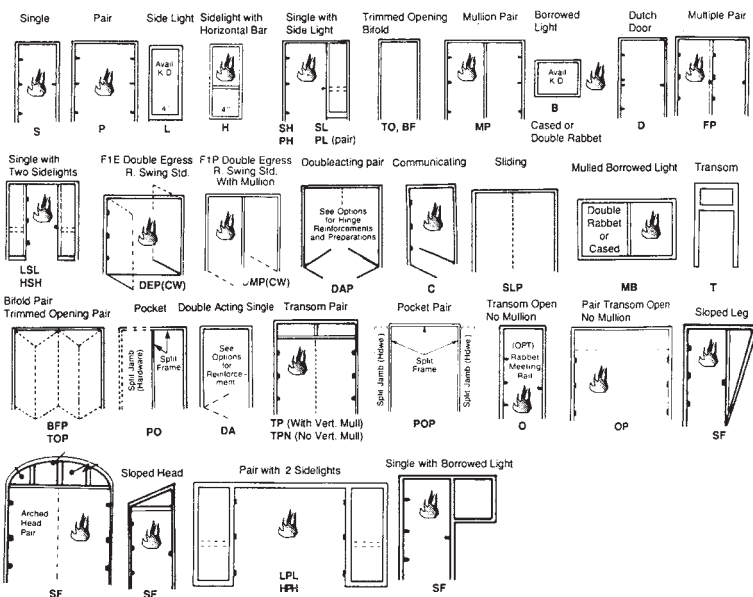 Single
S
Pair
P
Side Light
Avail
K D
4"
L
Sidelight with
Horizontal Bar
4"
H
Single with
Side Light
SH SL
PH PL (pair)
Trimmed Opening
Bifold
TO, BF
Mullion Pair
MP
Borrowed
Light
Avail
K D
B
Cased or
Double Rabbet
Dutch
Door
D
Multiple Pair
FP
Single with
Two Sidelights
LSL
HSH
F1E Double Egress
R. Swing Std.
DEP(CW)
F1P Double Egress
R. Swing Std.
With Mullion
DMP(CW)
Doubleacting pair
See Options
for Hinge
Reinforcements
and Preparations
DAP
Communicating
C
Sliding
SLP
Mulled Borrowed Light
Double
Rabbet
or
Cased
MB
Transom
T
Bifold Pair
Trimmed Opening Pair
BFP
TOP
Pocket
Split Jamb
(Hardware)
Split
Frame
PO
Double Acting Single
See
Options
for
Reinforce-
ment
DA
Transom Pair
TP (With Vert. Mull)
TPN (No Vert. Mull)
Pocket Pair
Split Jamb (Hdwe)
Split
Frame
Split Jamb (Hdwe)
POP
Transom Open
No Mullion
(OPT)
Rabbet
Meeting
Rail
O
Pair Transom Open
No Mullion
OP
Sloped Leg
SF
Arched
Head
Pair
SF
Sloped Head
SF
Pair with 2 Sidelights
LPL
HPH
Single with Borrowed Light
SF